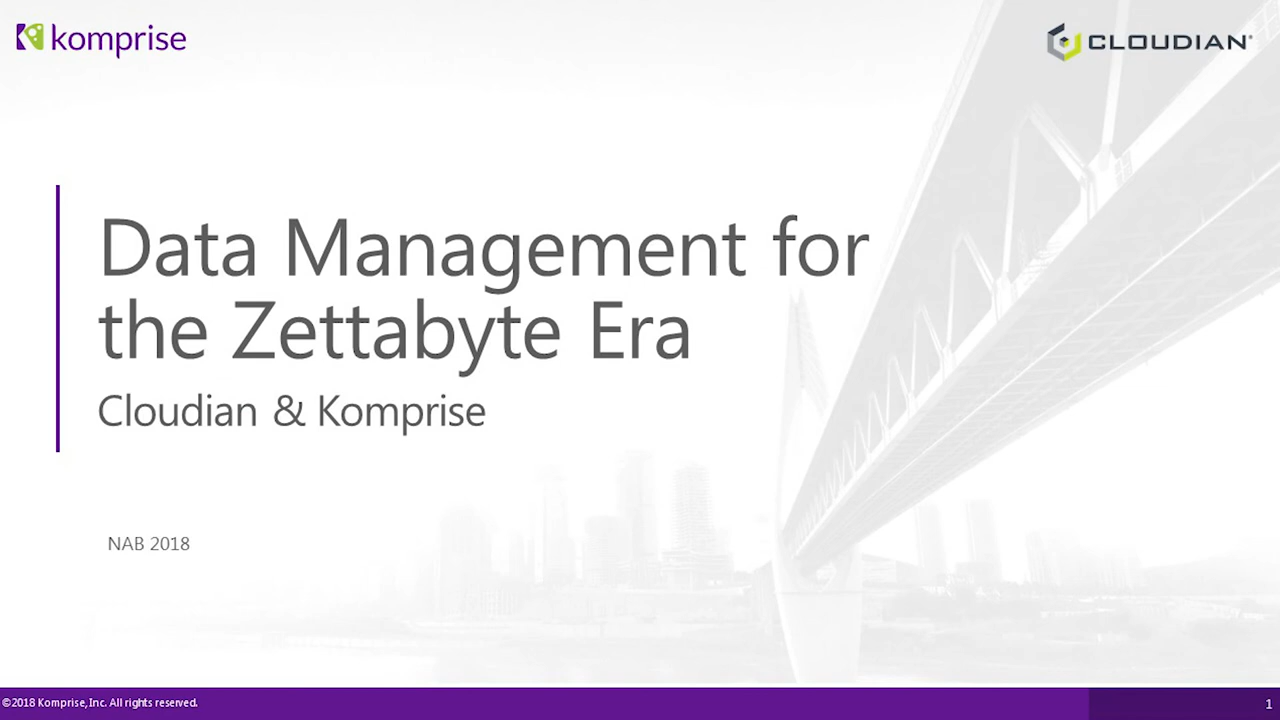 komprise
CLOUDIAN®
Data Management for
the Zettabyte Era
Cloudian & Komprise
NAB 2018
©2018 Komprise, Inc. All rights reserved.
1